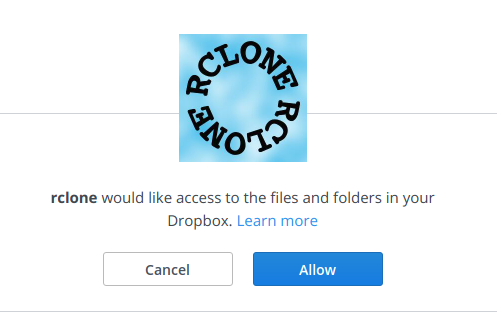 RCLONE RCLONE
rclone would like access to the files and folders in your
Dropbox. Learn more
Cancel
Allow